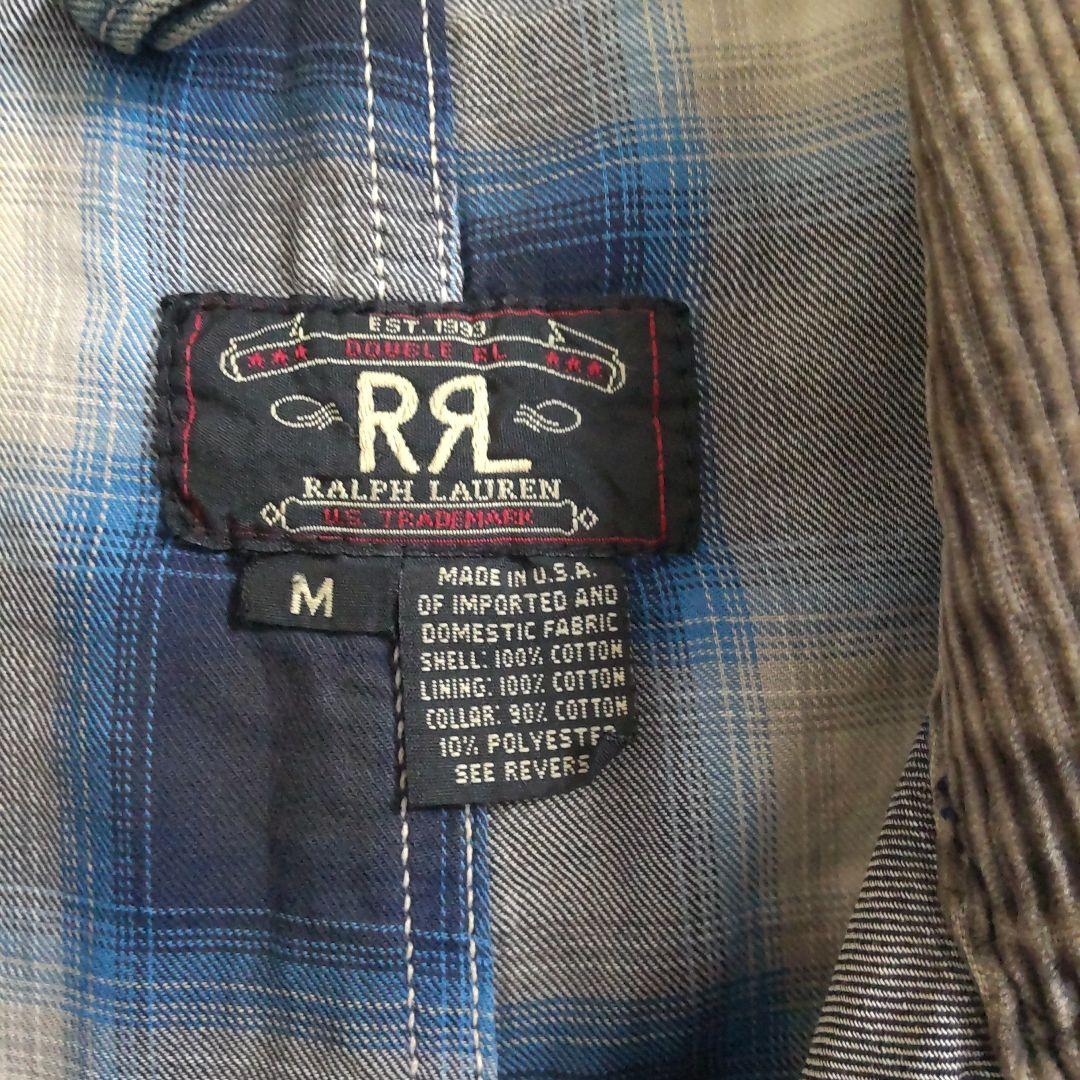 EST. 1993
DOUBLE RL
RRL
RALPH LAUREN
U.S. TRADEMARK
M
MADE IN U.S.A.
OF IMPORTED AND
DOMESTIC FABRIC
SHELL: 100% COTTON
LINING: 100% COTTON
COLLAR: 90% COTTON
10% POLYESTER
SEE REVERS